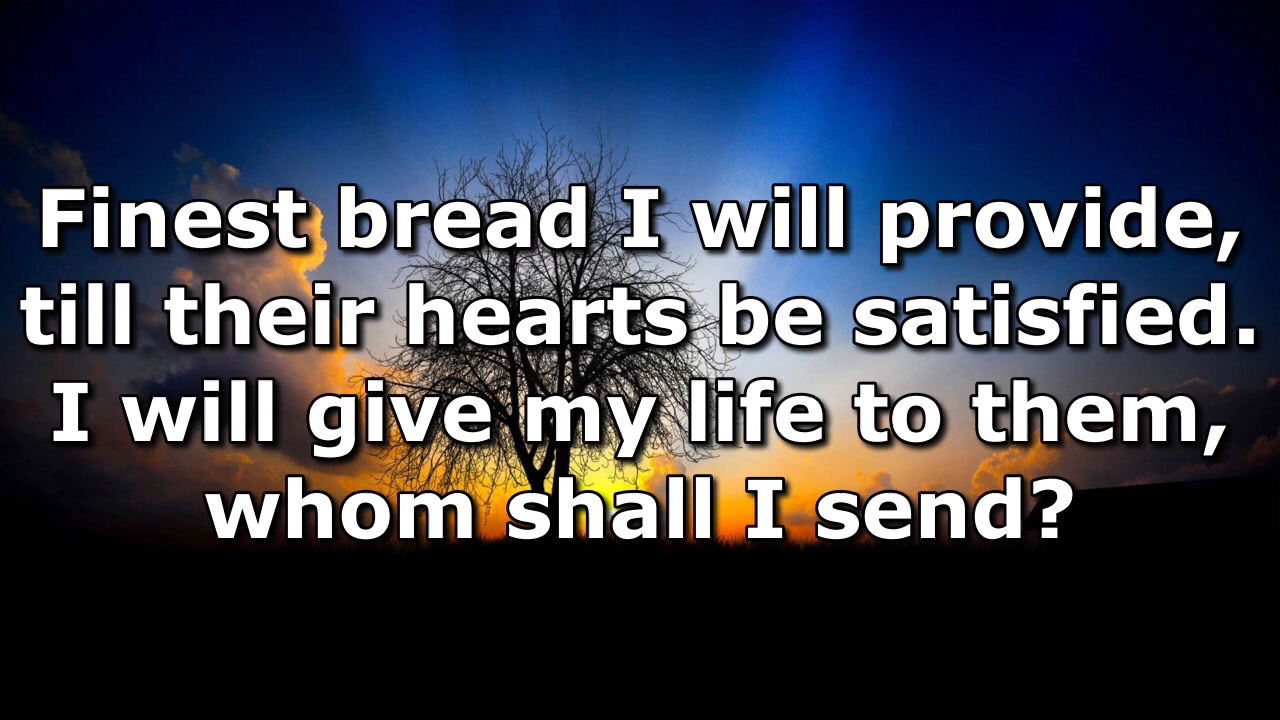 Finest bread I will provide,
till their hearts be satisfied.
I will give my life to them,
whom shall I send?